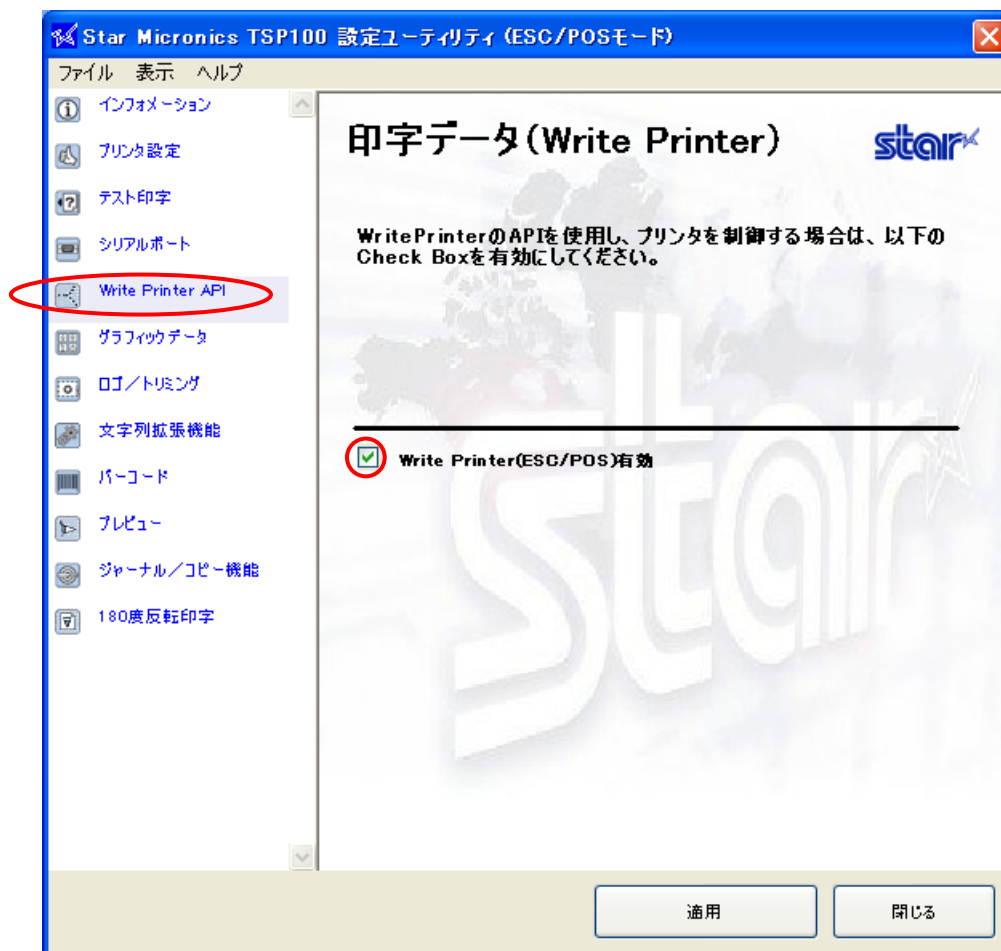 Star Micronics TSP100 設定ユーティリティ (ESC/POSモード)
ファイル 表示 ヘルプ
インフォメーション
プリンタ設定
テスト印字
シリアルポート
Write Printer API
グラフィックデータ
ロゴ／トリミング
文字列拡張機能
バーコード
プレビュー
ジャーナル／コピー機能
180度反転印字
印字データ(Write Printer)
star
WritePrinterのAPIを使用し、プリンタを制御する場合は、以下の
Check Boxを有効にしてください。
Write Printer(ESC/POS)有効
star
適用 閉じる